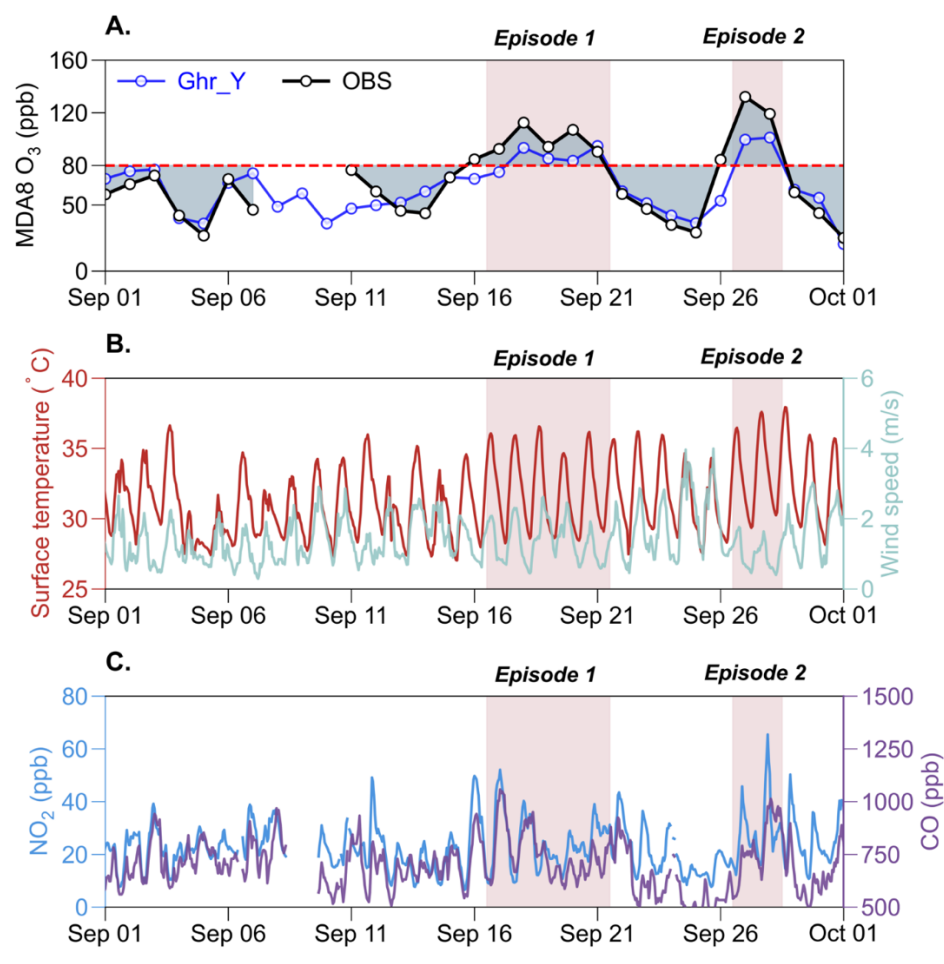 A.
Episode 1 Episode 2
MDA8 O₃ (ppb)
160
120
80
50
0
Ghr_Y OBS
Sep 01 Sep 06 Sep 11 Sep 16 Sep 21 Sep 26 Oct 01
B.
Episode 1 Episode 2
Surface temperature (°C)
40
35
30
25
6
4
2
0
Wind speed (m/s)
Sep 01 Sep 06 Sep 11 Sep 16 Sep 21 Sep 26 Oct 01
C.
Episode 1 Episode 2
NO₂ (ppb)
80
60
40
20
0
1500
1250
1000
750
500
CO (ppb)
Sep 01 Sep 06 Sep 11 Sep 16 Sep 21 Sep 26 Oct 01